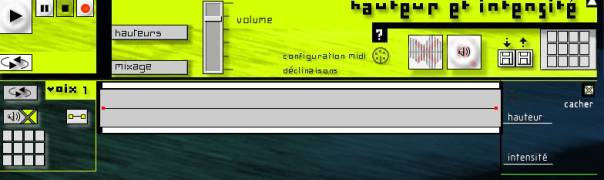 hauteur et intensité
volume
hauteurs
?
configuration midi
mixage
déclinaisons
voix 1
cacher
hauteur
intensité